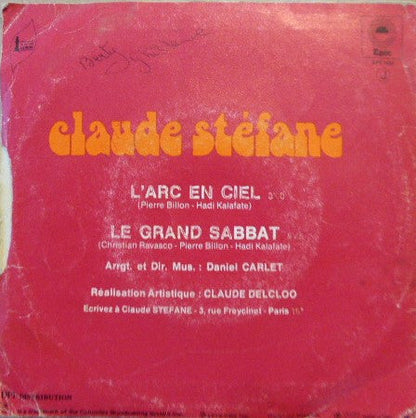 Epic
claude stéfane
L'ARC EN CIEL
(Pierre Billon - Hadi Kalafate)
LE GRAND SABBAT
(Christian Ravasco - Pierre Billon - Hadi Kalafate)
Arrgt. et Dir. Mus. : Daniel CARLET
Réalisation Artistique : CLAUDE DELCLOO
Ecrivez à Claude STEFANE - 3, rue Freycinet - Paris
DISTRIBUTION